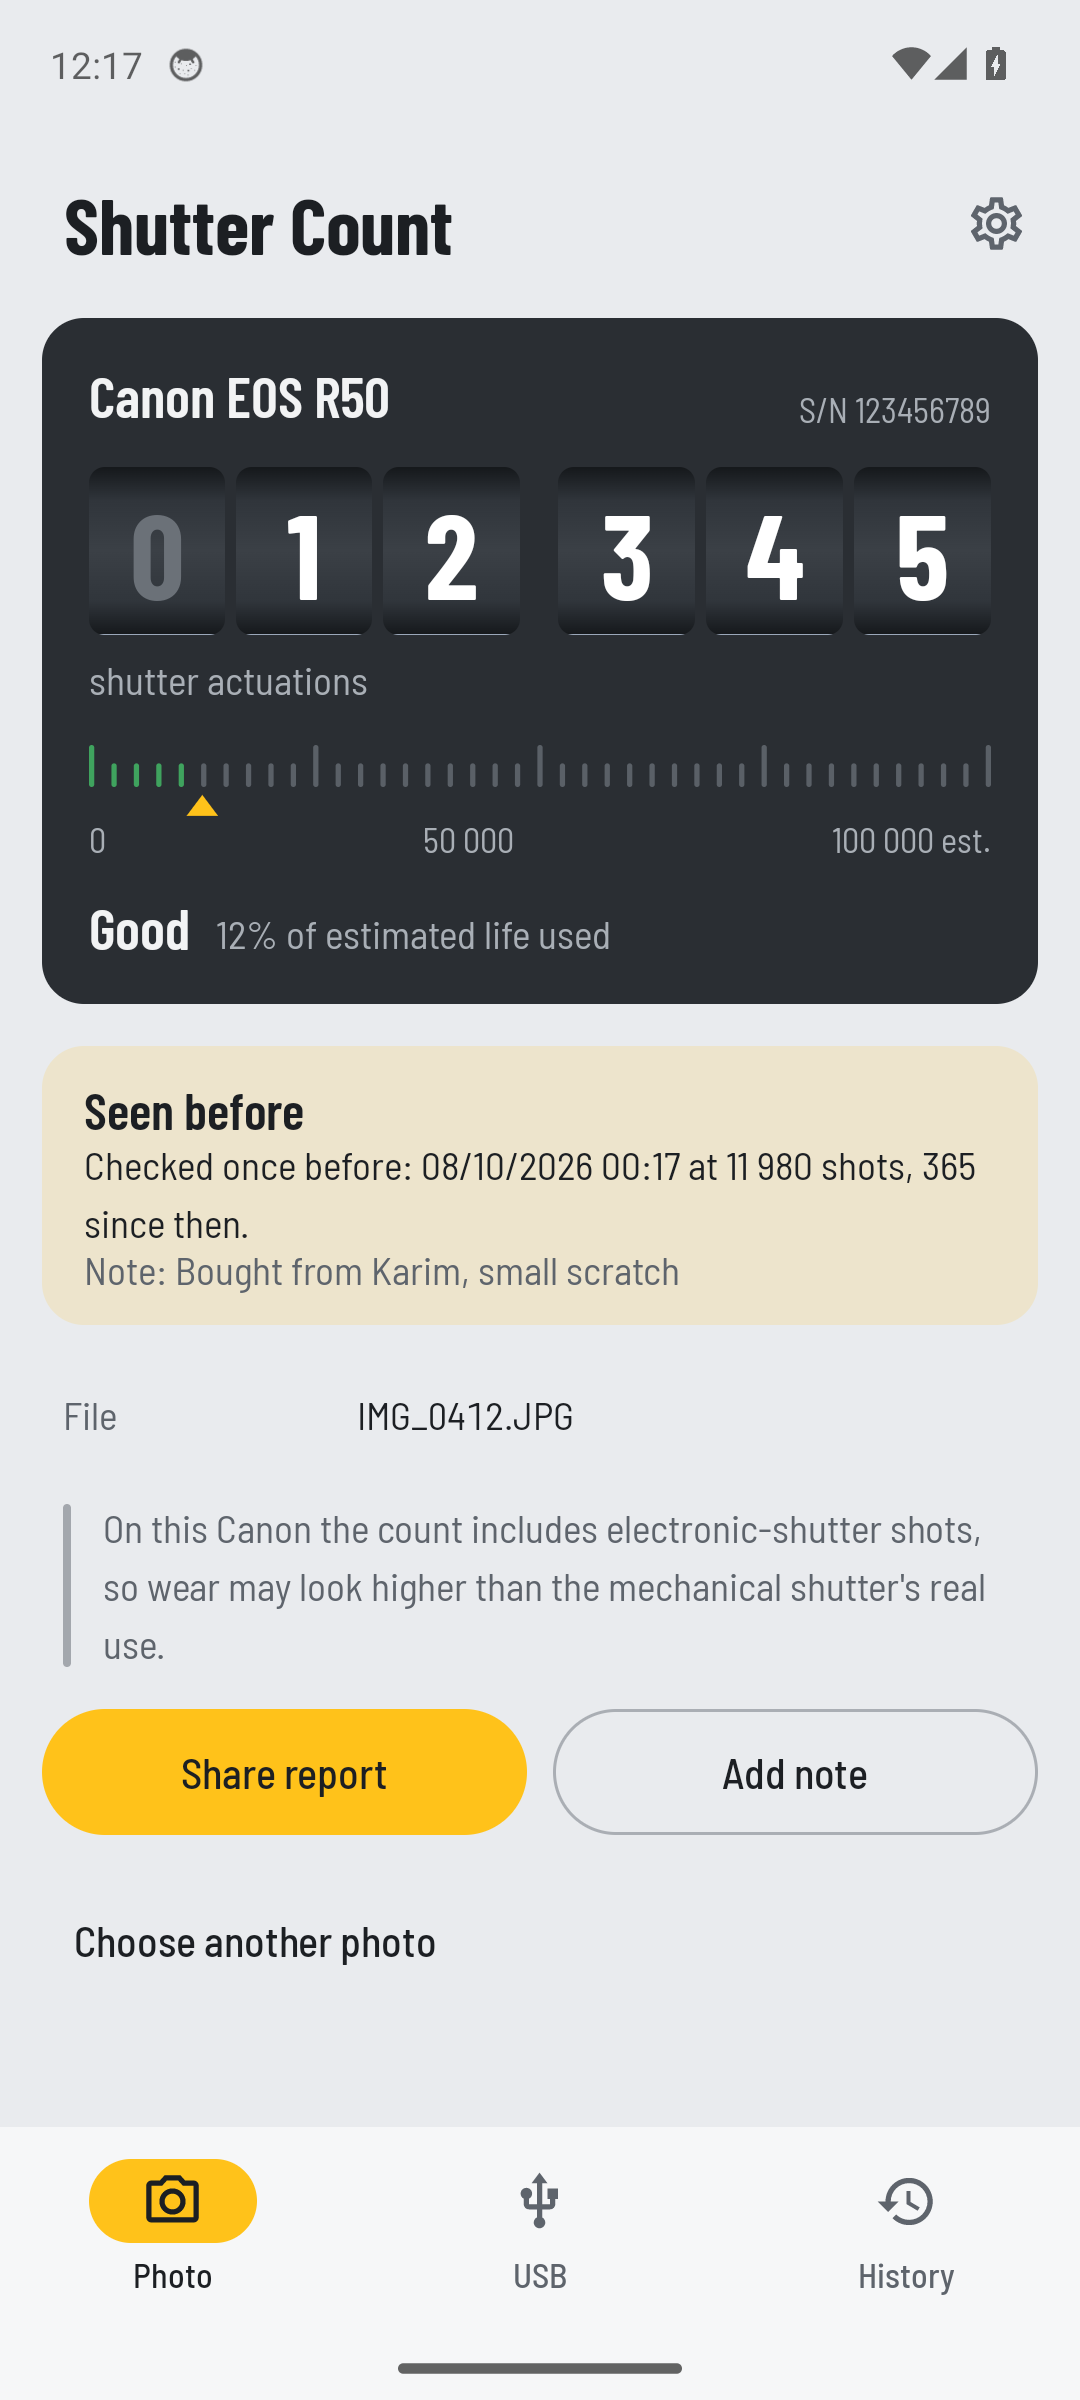 12:17
Shutter Count
Canon EOS R50
S/N 123456789
0 1 2 3 4 5
shutter actuations
0 50 000 100 000 est.
Good 12% of estimated life used
Seen before
Checked once before: 08/10/2026 00:17 at 11 980 shots, 365
since then.
Note: Bought from Karim, small scratch
File IMG_0412.JPG
On this Canon the count includes electronic-shutter shots,
so wear may look higher than the mechanical shutter's real
use.
Share report Add note
Choose another photo
Photo USB History